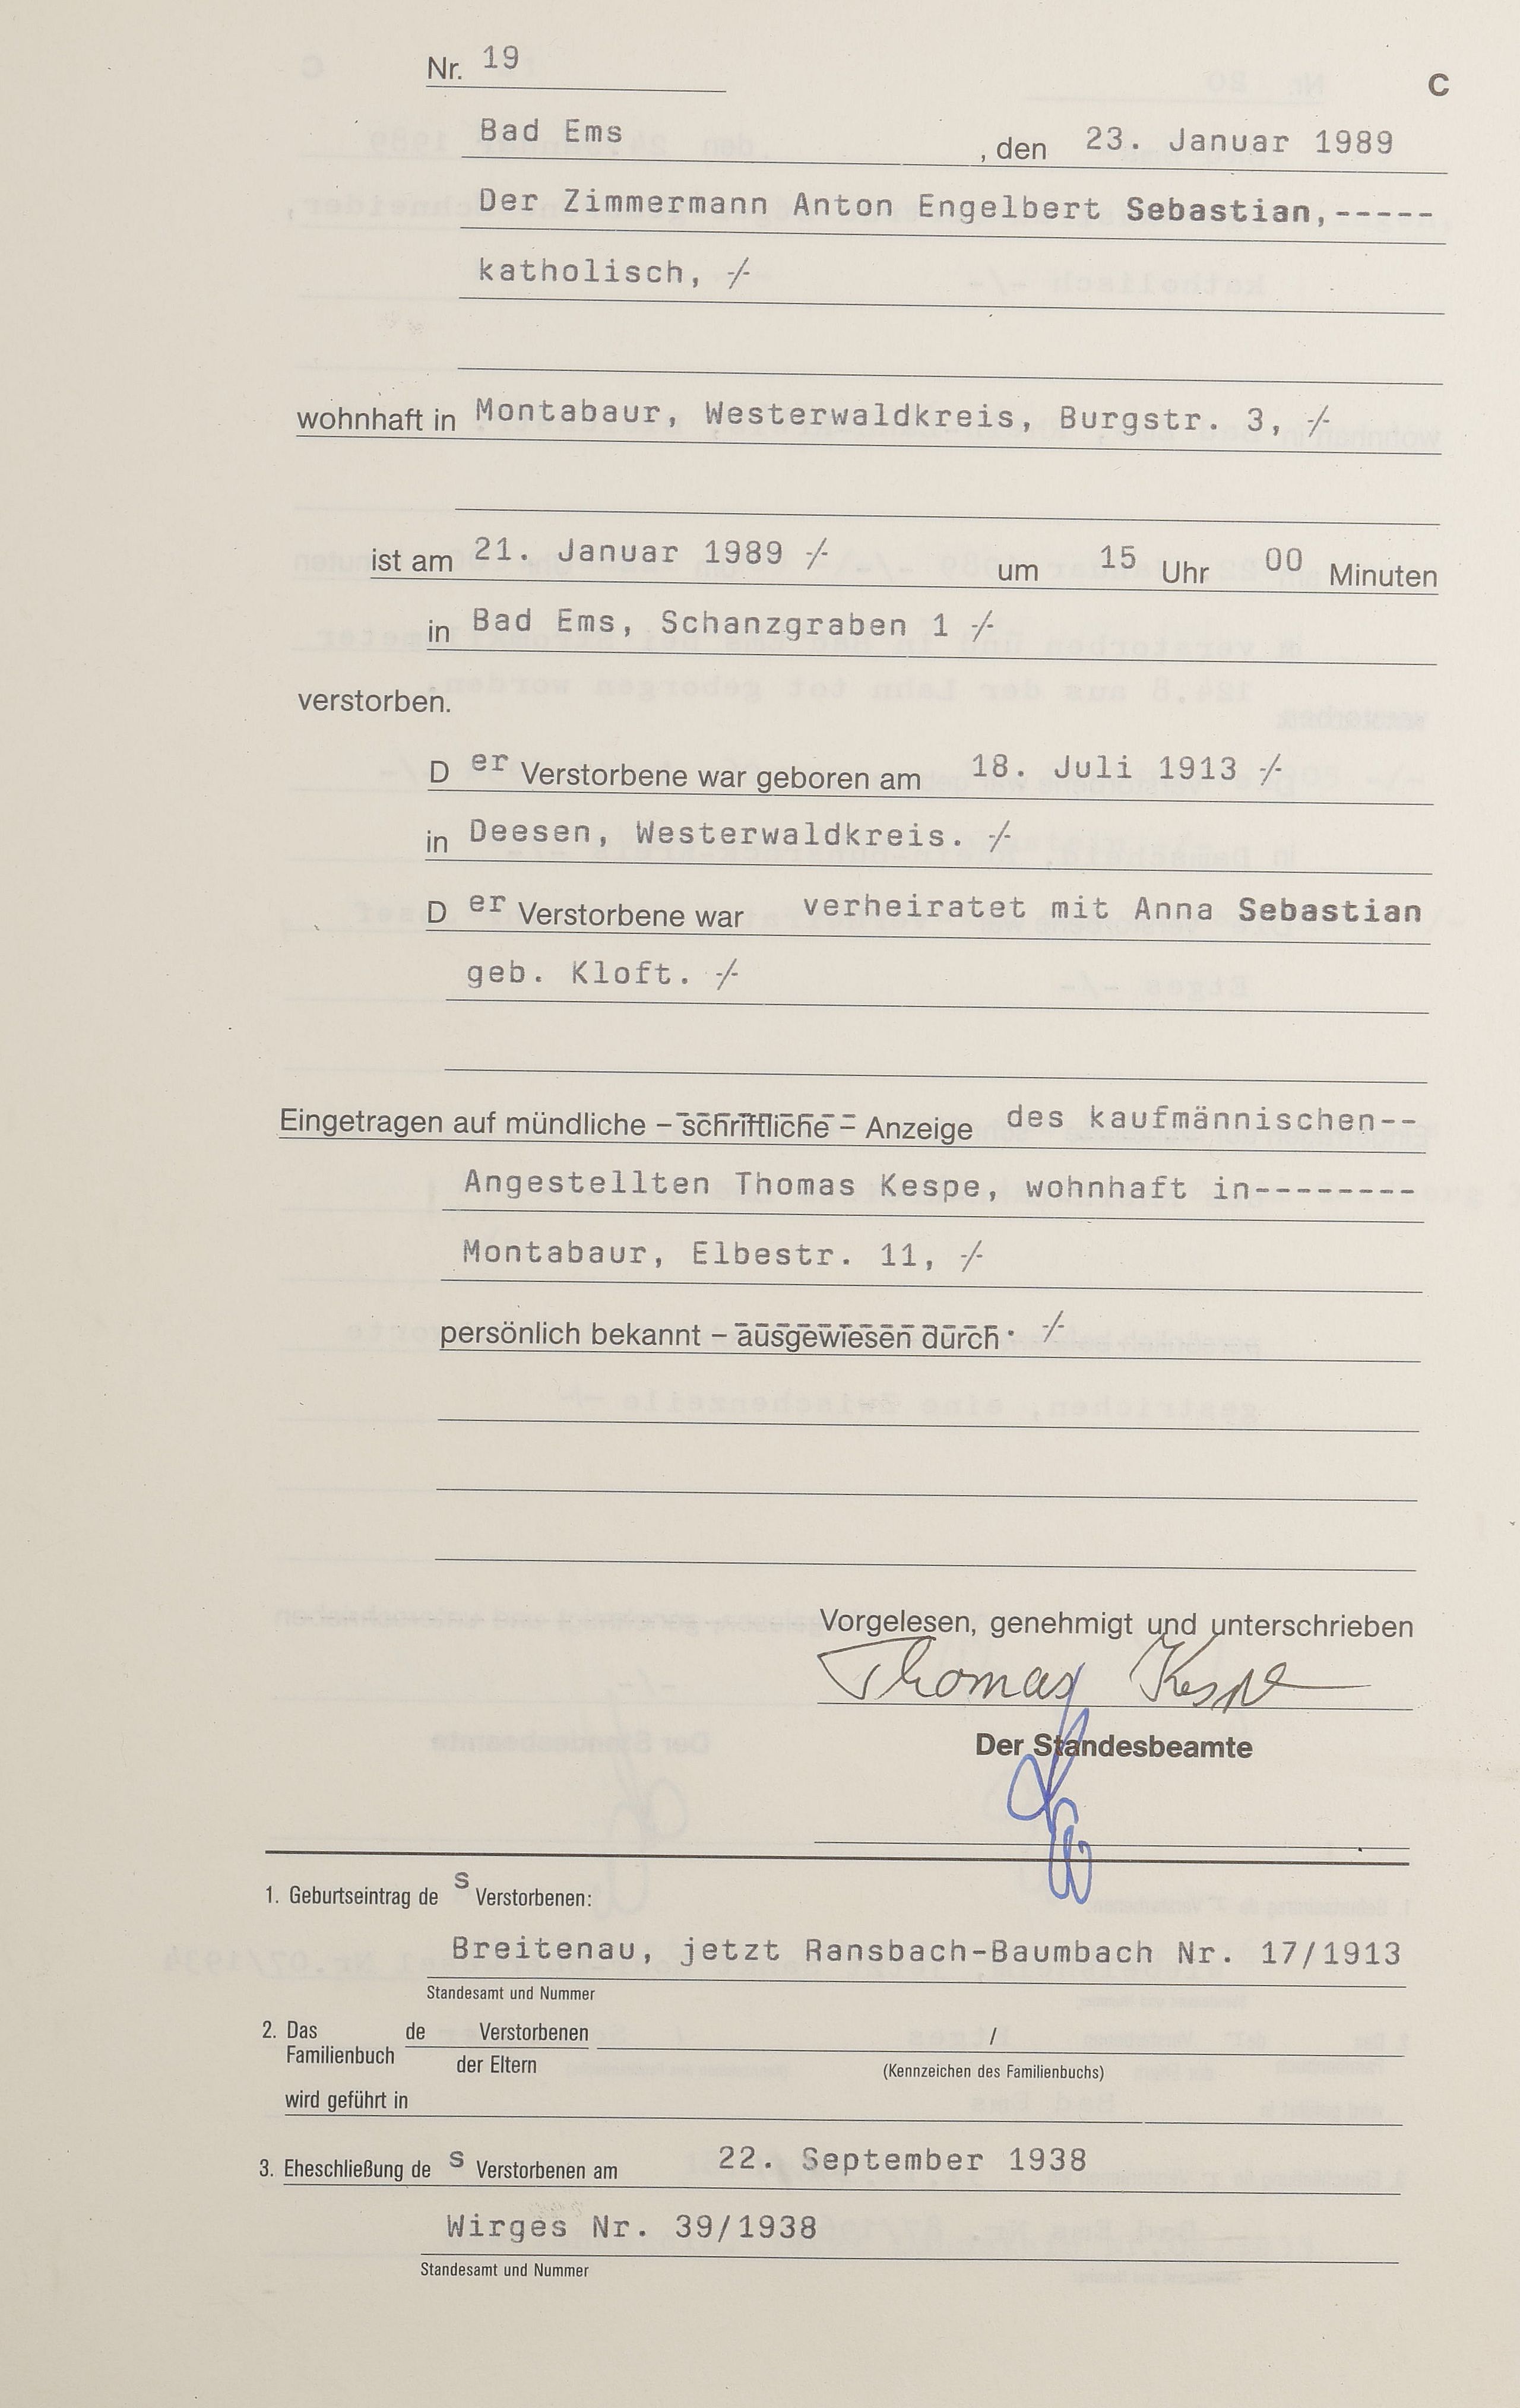 Nr. 19
C
Bad Ems, den 23. Januar 1989
Der Zimmermann Anton Engelbert Sebastian,-----
katholisch, -/-
wohnhaft in Montabaur, Westerwaldkreis, Burgstr. 3, -/-
ist am 21. Januar 1989 -/- um 15 Uhr 00 Minuten
in Bad Ems, Schanzgraben 1 -/-
verstorben.
Der Verstorbene war geboren am 18. Juli 1913 -/-
in Deesen, Westerwaldkreis. -/-
Der Verstorbene war verheiratet mit Anna Sebastian
geb. Kloft. -/-
Eingetragen auf mündliche – schriftliche – Anzeige des kaufmännischen--
Angestellten Thomas Kespe, wohnhaft in--------
Montabaur, Elbestr. 11, -/-
persönlich bekannt – ausgewiesen durch · -/-
Vorgelesen, genehmigt und unterschrieben
Thomas Kespe
Der Standesbeamte
1. Geburtseintrag des Verstorbenen:
Breitenau, jetzt Ransbach-Baumbach Nr. 17/1913
Standesamt und Nummer
2. Das Familienbuch de Verstorbenen /
der Eltern (Kennzeichen des Familienbuchs)
wird geführt in
3. Eheschließung des Verstorbenen am 22. September 1938
Wirges Nr. 39/1938
Standesamt und Nummer